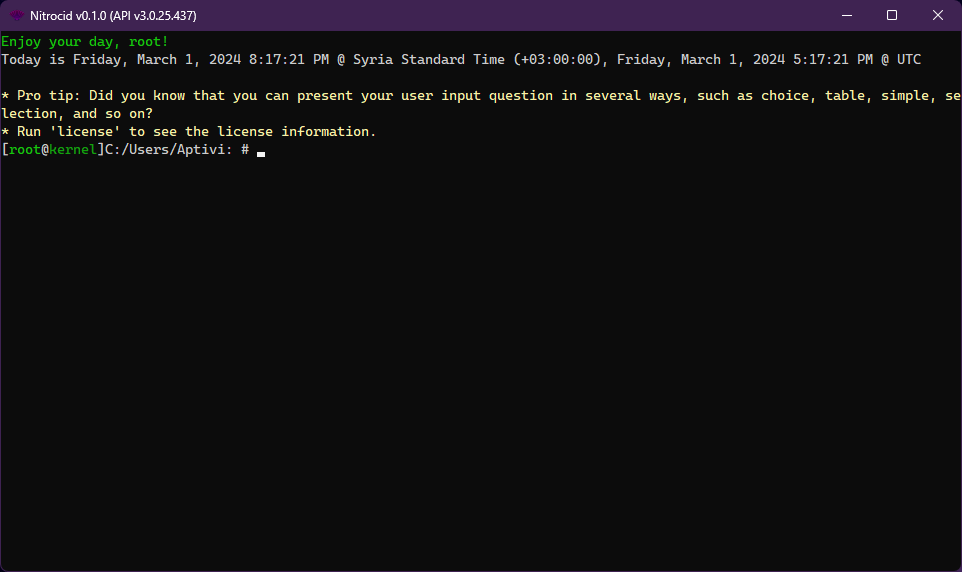 Nitrocid v0.1.0 (API v3.0.25.437)
Enjoy your day, root!
Today is Friday, March 1, 2024 8:17:21 PM @ Syria Standard Time (+03:00:00), Friday, March 1, 2024 5:17:21 PM @ UTC
* Pro tip: Did you know that you can present your user input question in several ways, such as choice, table, simple, se
lection, and so on?
* Run 'license' to see the license information.
[root@kernel]C:/Users/Aptivi: #